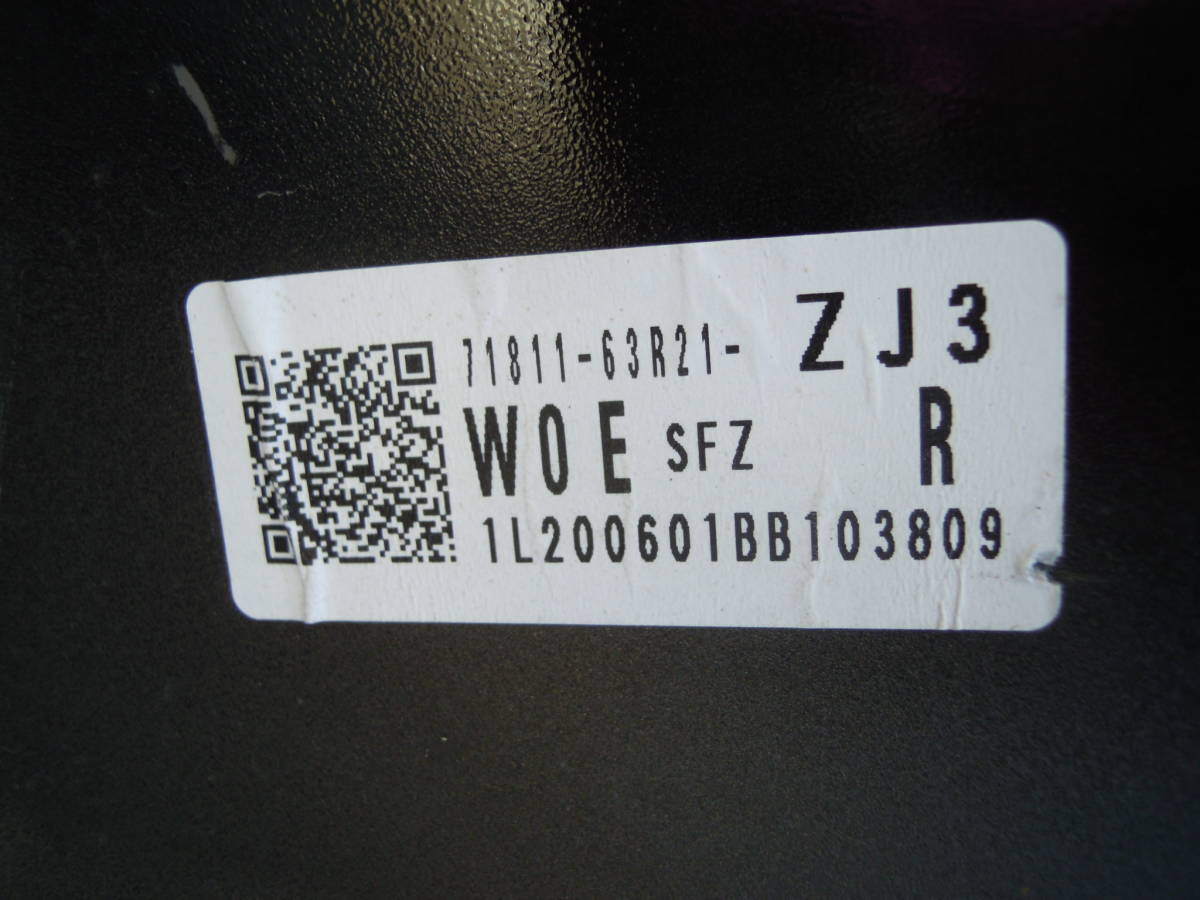 71811-63R21- ZJ3
W0E SFZ R
1L200601BB103809